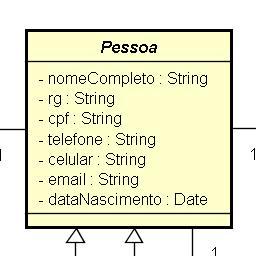 Pessoa
- nomeCompleto : String
- rg : String
- cpf : String
- telefone : String
- celular : String
- email : String
- dataNascimento : Date
1
1
1